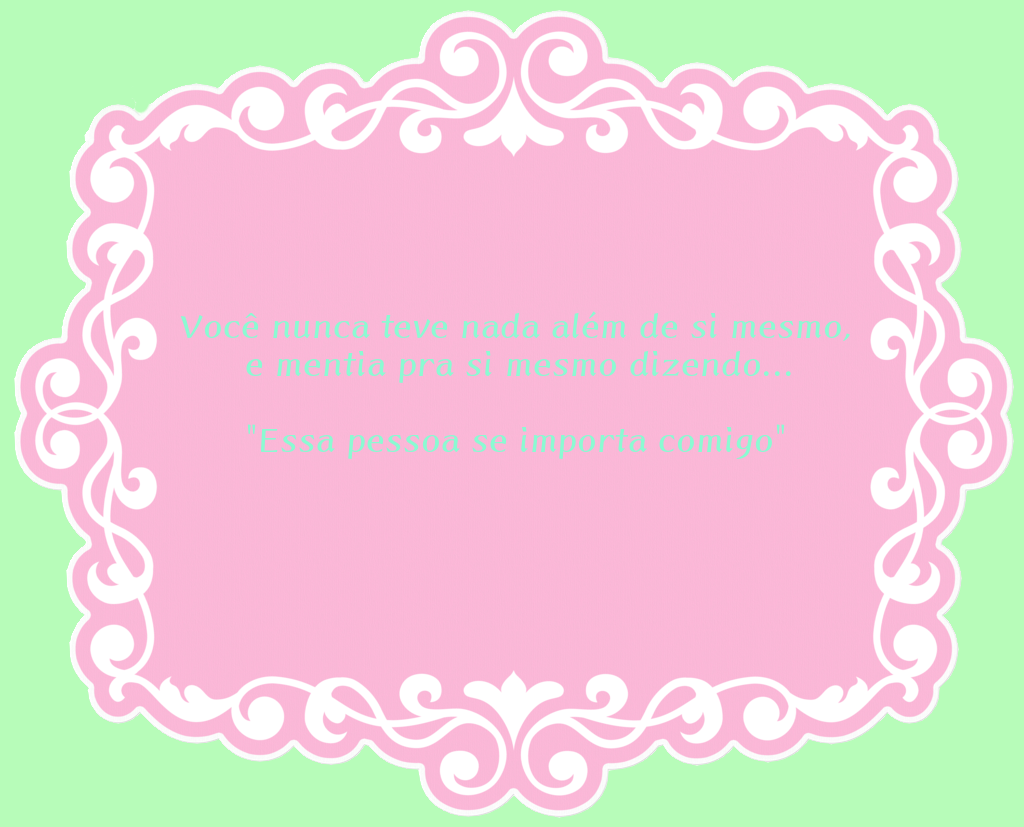 Você nunca teve nada além de si mesmo,
e mentia pra si mesmo dizendo...
"Essa pessoa se importa comigo"